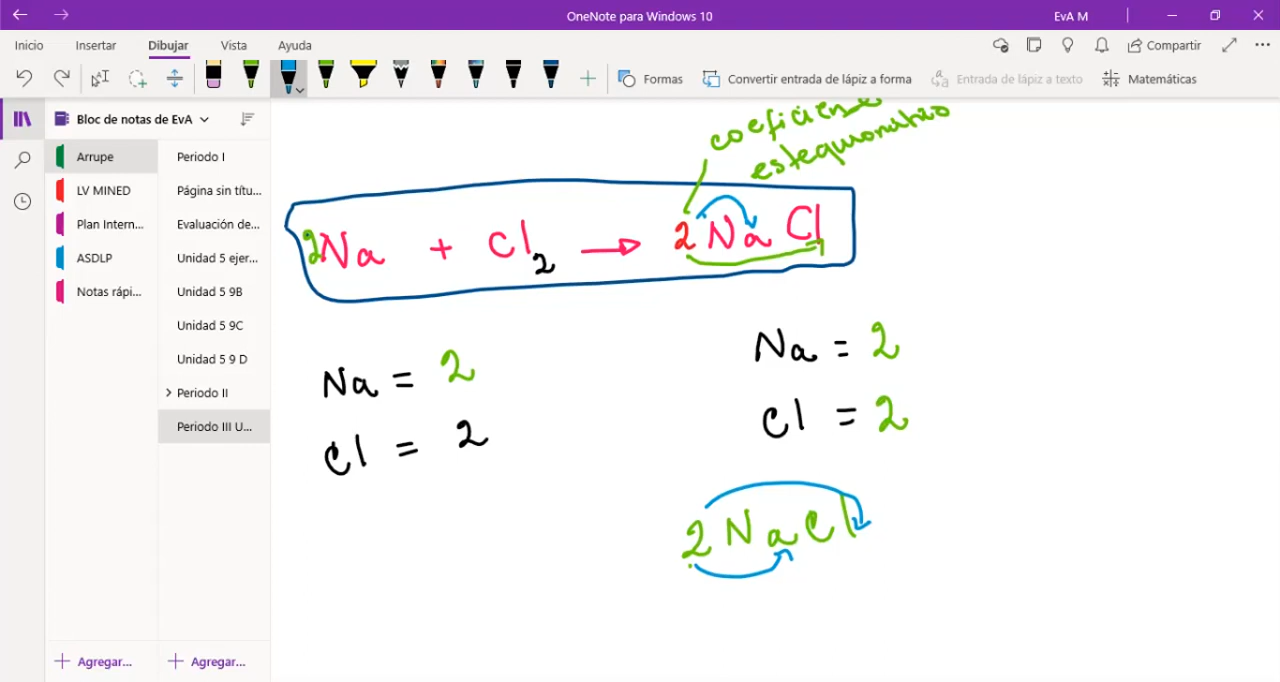 OneNote para Windows 10
EvA M
Inicio Insertar Dibujar Vista Ayuda
Compartir
Formas Convertir entrada de lápiz a forma Entrada de lápiz a texto Matemáticas
Bloc de notas de EvA
Arrupe
LV MINED
Plan Intern...
ASDLP
Notas rápi...
Agregar...
Periodo I
Página sin títu...
Evaluación de...
Unidad 5 ejer...
Unidad 5 9B
Unidad 5 9C
Unidad 5 9 D
Periodo II
Periodo III U...
Agregar...
2Na + Cl2 → 2NaCl
Na = 2
Cl = 2
Na = 2
Cl = 2
2NaCl